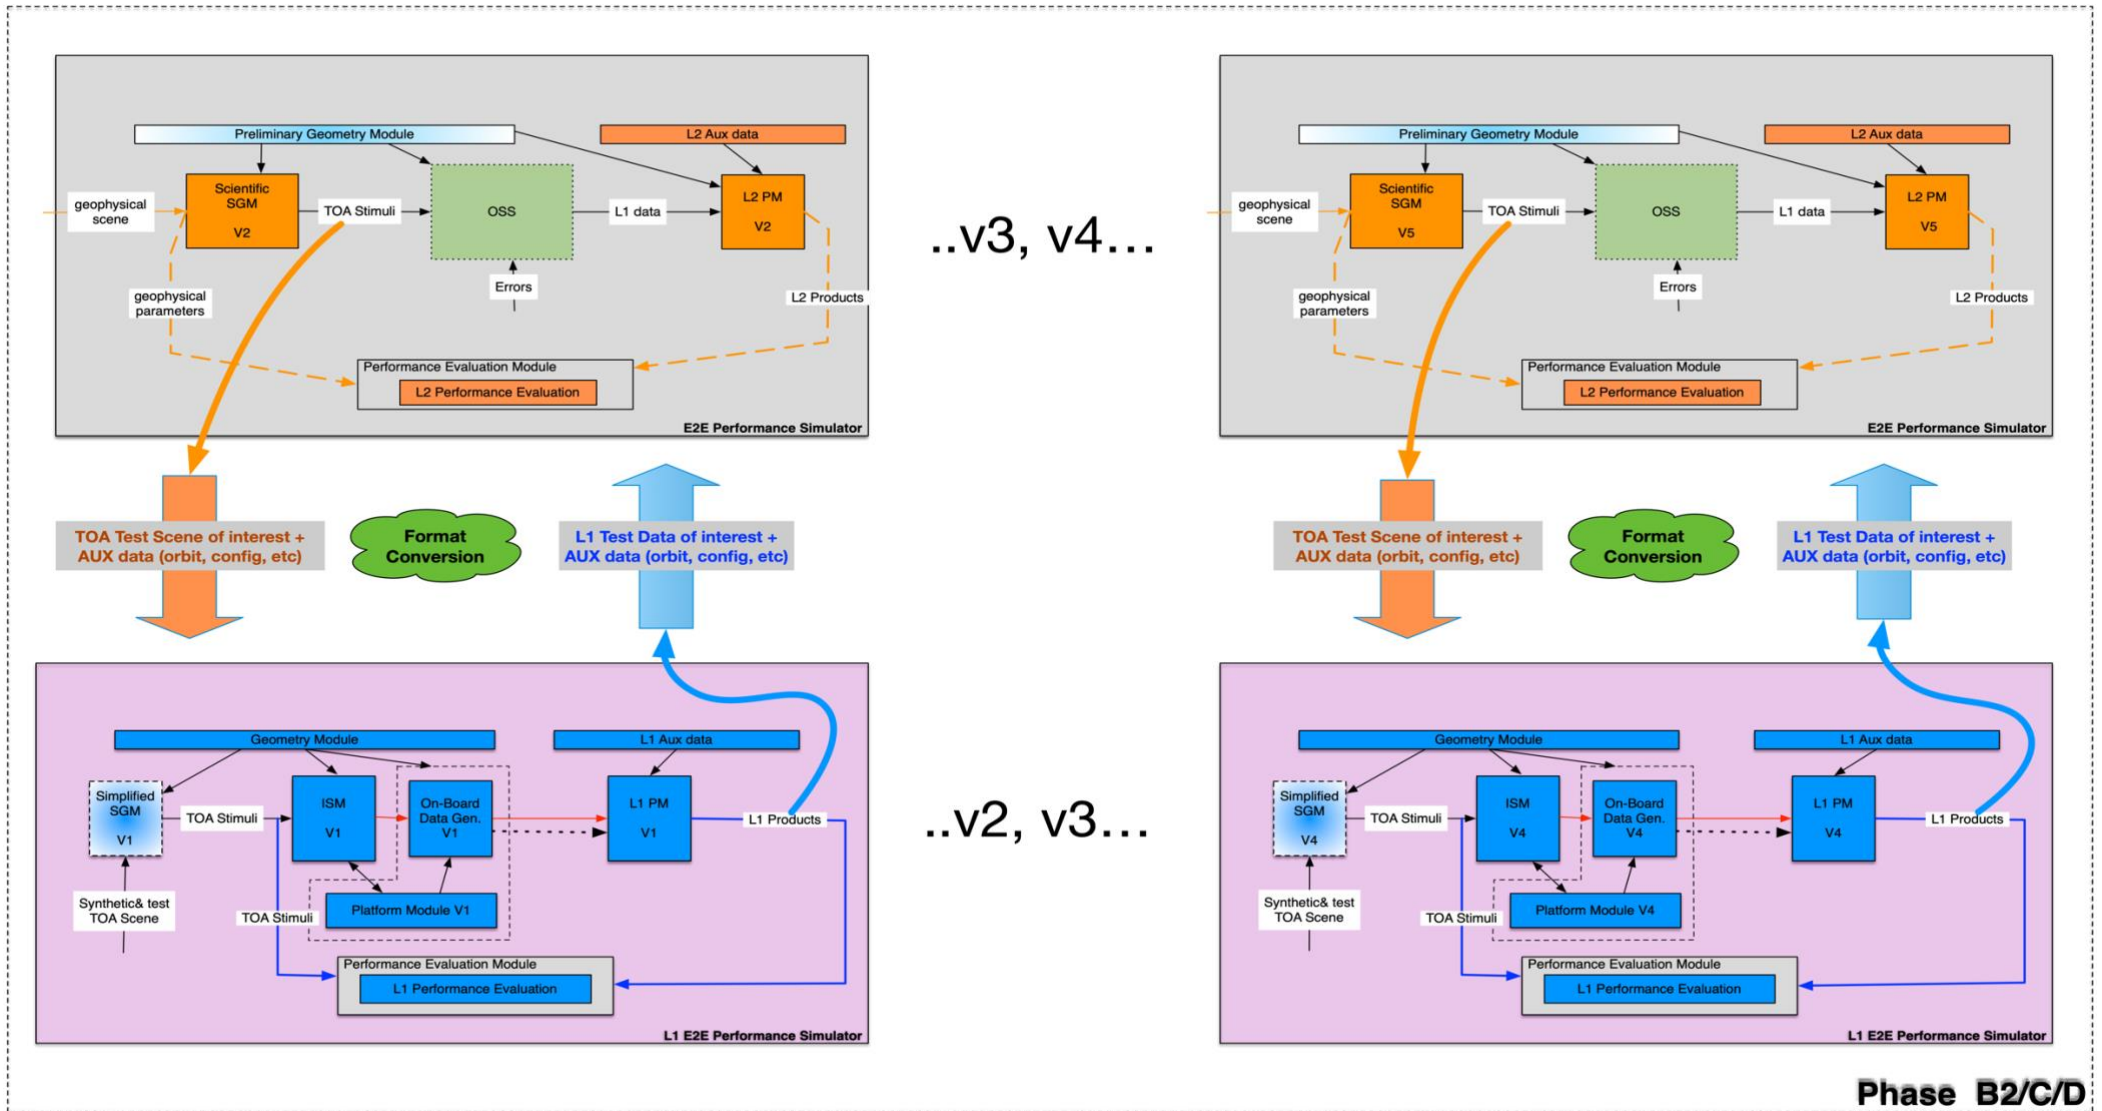 Preliminary Geometry Module
L2 Aux data
geophysical
scene
Scientific
SGM
V2
TOA Stimuli
OSS
L1 data
L2 PM
V2
Errors
geophysical
parameters
L2 Products
Performance Evaluation Module
L2 Performance Evaluation
E2E Performance Simulator
..v3, v4...
Preliminary Geometry Module
L2 Aux data
geophysical
scene
Scientific
SGM
V5
TOA Stimuli
OSS
L1 data
L2 PM
V5
Errors
geophysical
parameters
L2 Products
Performance Evaluation Module
L2 Performance Evaluation
E2E Performance Simulator
TOA Test Scene of interest +
AUX data (orbit, config, etc)
Format
Conversion
L1 Test Data of interest +
AUX data (orbit, config, etc)
TOA Test Scene of interest +
AUX data (orbit, config, etc)
Format
Conversion
L1 Test Data of interest +
AUX data (orbit, config, etc)
Geometry Module
L1 Aux data
Simplified
SGM
V1
TOA Stimuli
ISM
V1
On-Board
Data Gen.
V1
L1 PM
V1
L1 Products
Synthetic& test
TOA Scene
TOA Stimuli
Platform Module V1
Performance Evaluation Module
L1 Performance Evaluation
L1 E2E Performance Simulator
..v2, v3...
Geometry Module
L1 Aux data
Simplified
SGM
V4
TOA Stimuli
ISM
V4
On-Board
Data Gen.
V4
L1 PM
V4
L1 Products
Synthetic& test
TOA Scene
TOA Stimuli
Platform Module V4
Performance Evaluation Module
L1 Performance Evaluation
L1 E2E Performance Simulator
Phase B2/C/D